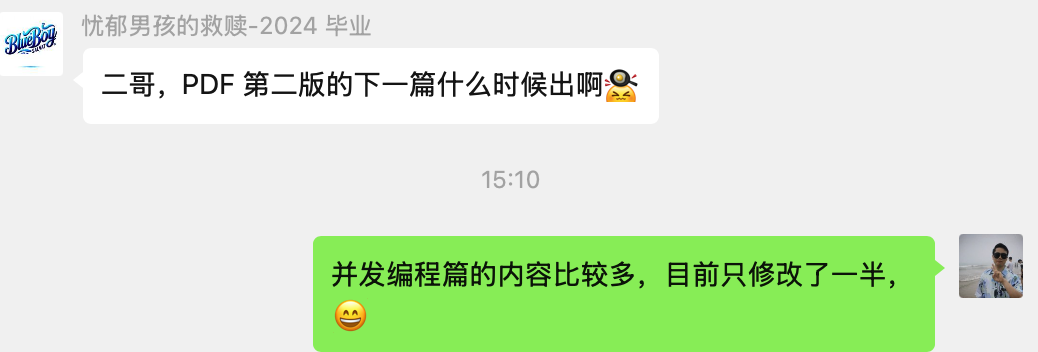 BlueBoy
忧郁男孩的救赎-2024 毕业
二哥，PDF 第二版的下一篇什么时候出啊
15:10
并发编程篇的内容比较多，目前只修改了一半，
😄